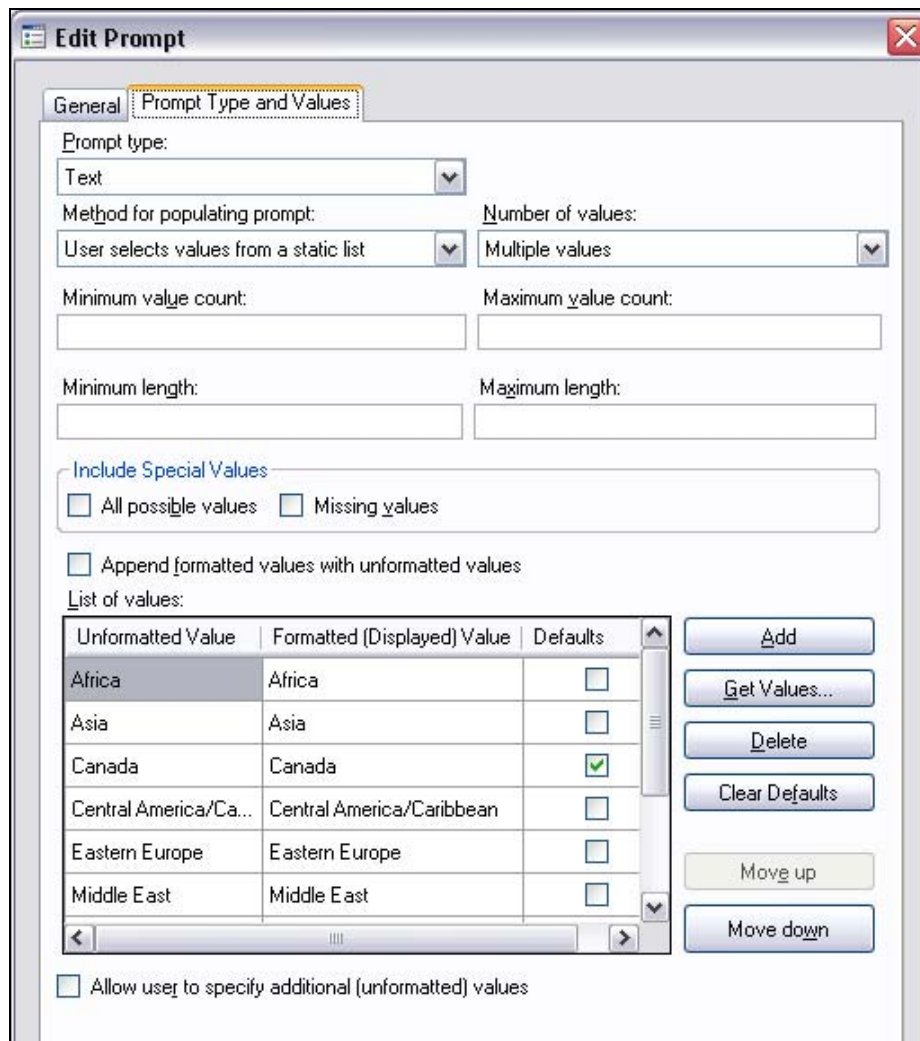 Edit Prompt
General Prompt Type and Values
Prompt type:
Text
Method for populating prompt: Number of values:
User selects values from a static list Multiple values
Minimum value count: Maximum value count:
Minimum length: Maximum length:
Include Special Values
All possible values Missing values
Append formatted values with unformatted values
List of values:
Unformatted Value Formatted (Displayed) Value Defaults Add
Africa Africa Get Values...
Asia Asia Delete
Canada Canada Clear Defaults
Central America/Ca... Central America/Caribbean
Eastern Europe Eastern Europe Move up
Middle East Middle East Move down
Allow user to specify additional (unformatted) values